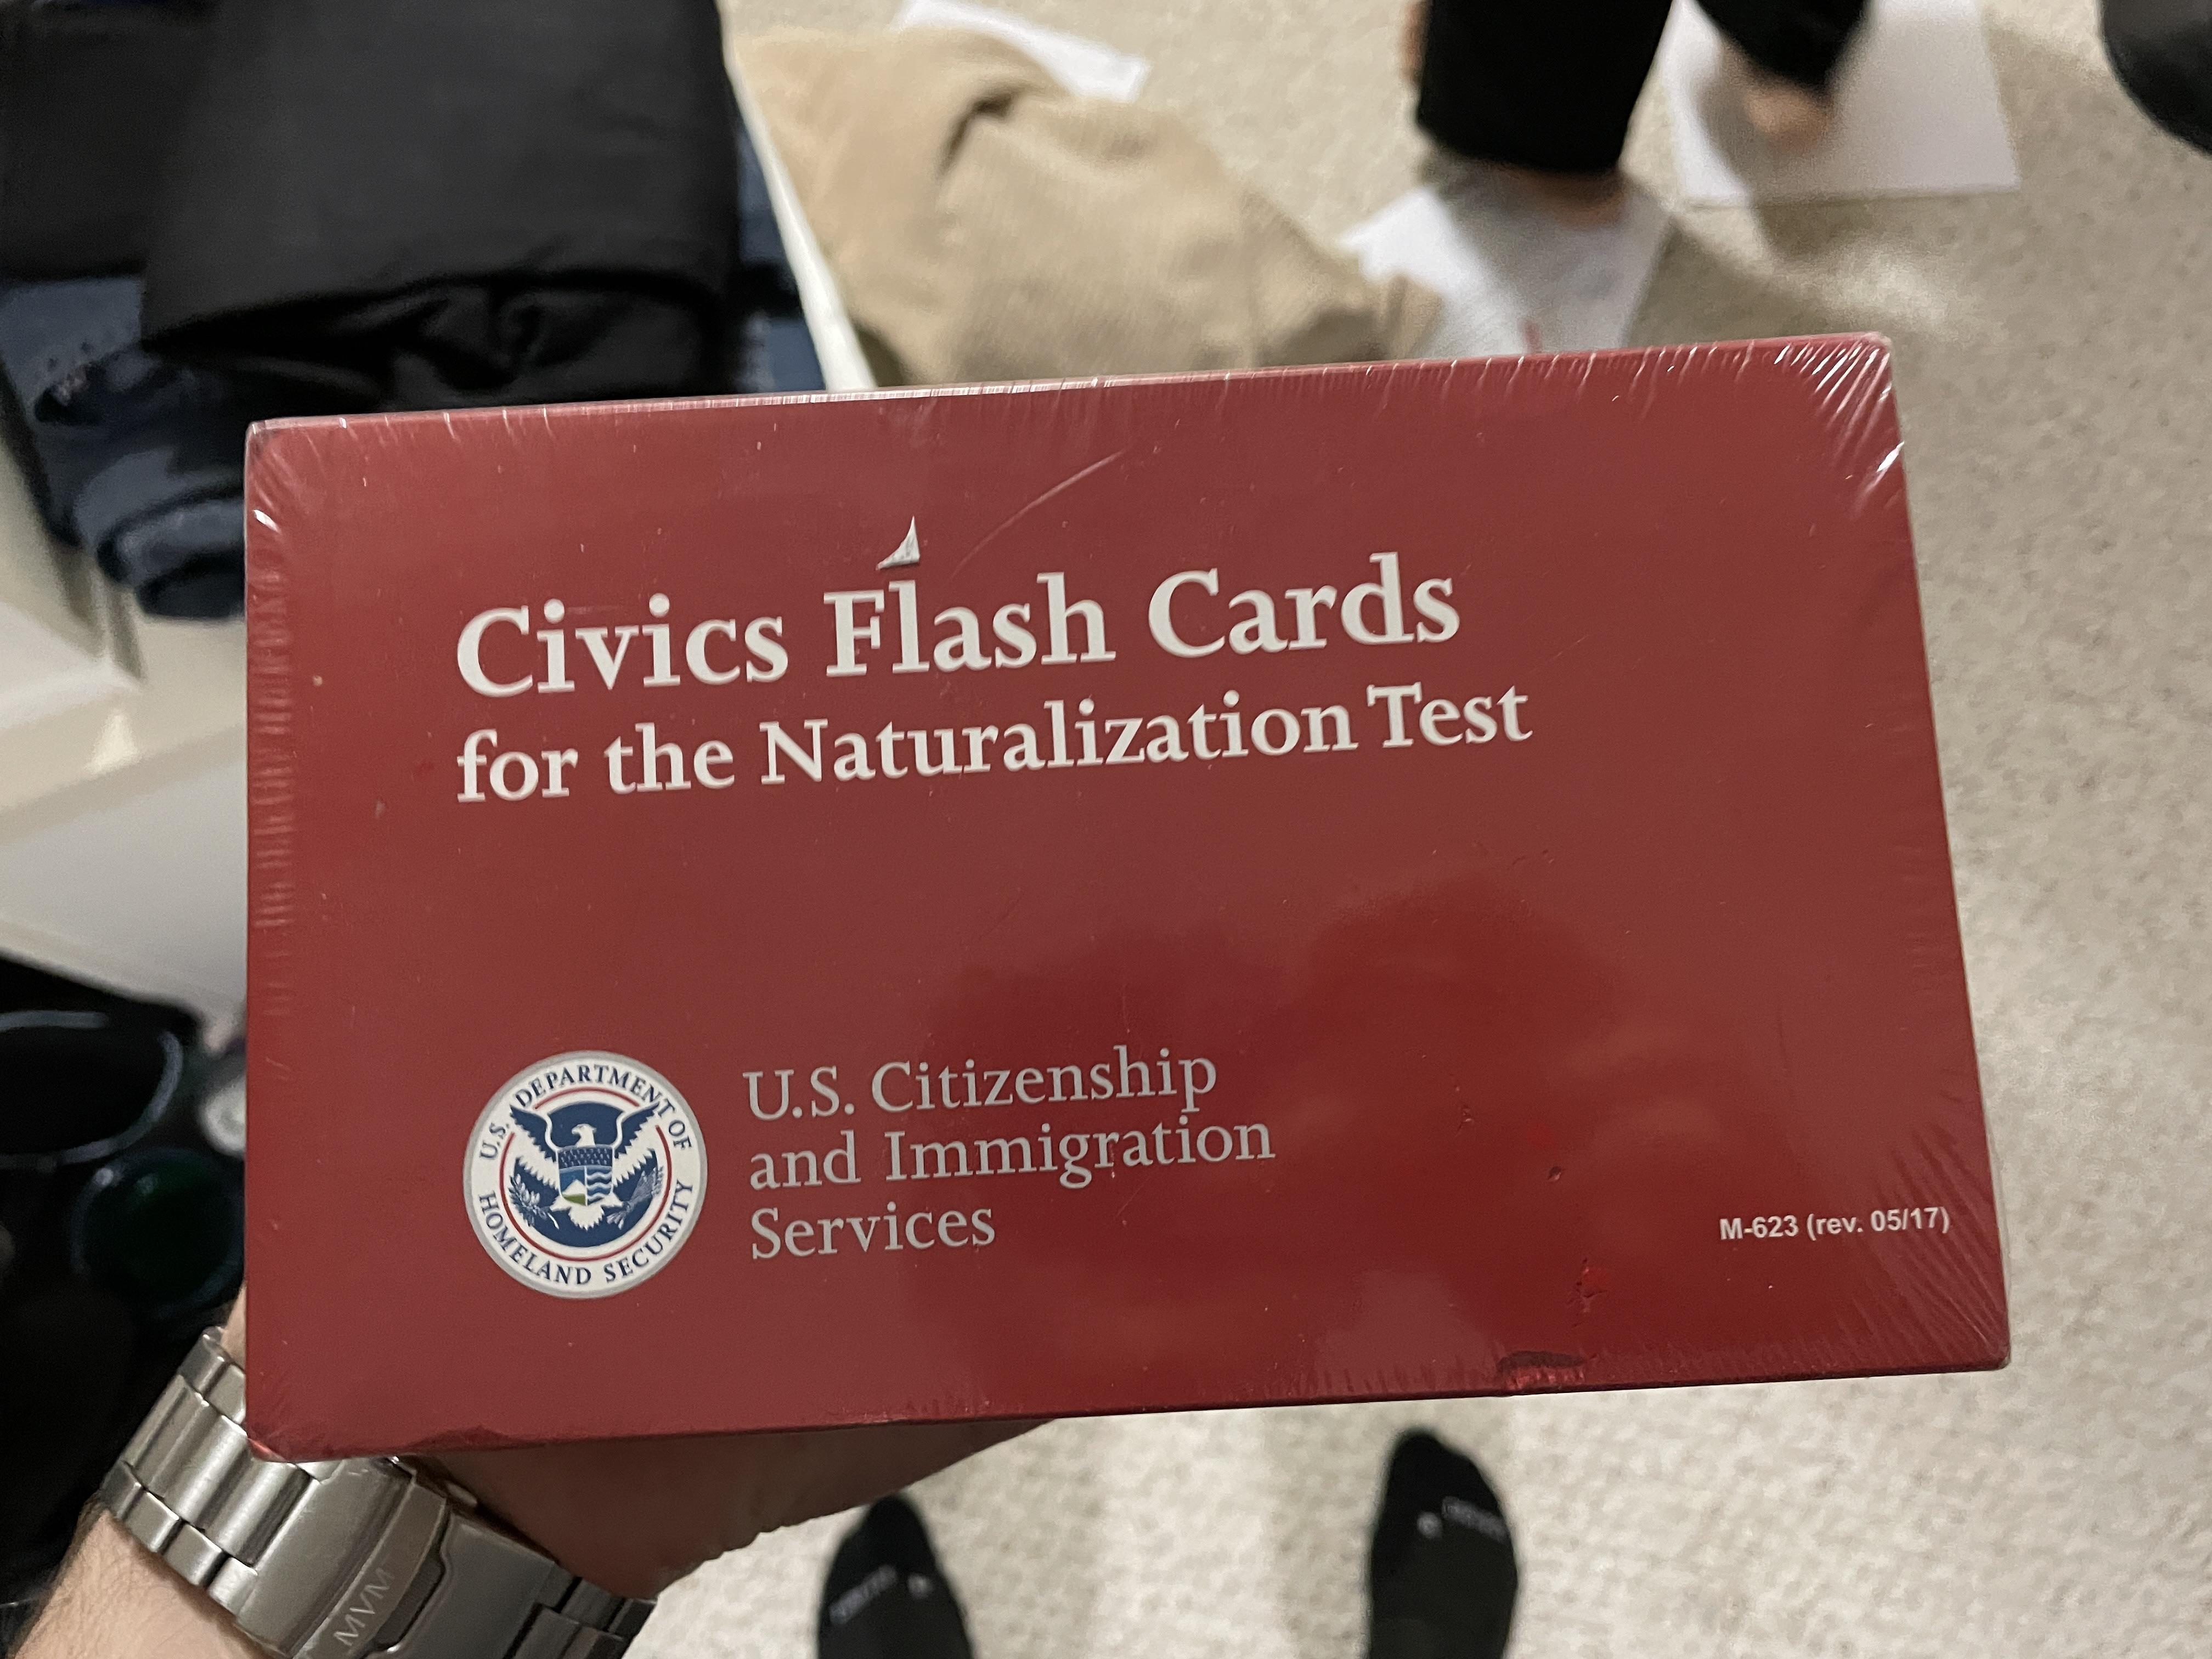 Civics Flash Cards
for the Naturalization Test
U.S. DEPARTMENT OF
HOMELAND SECURITY
U.S. Citizenship
and Immigration
Services
M-623 (rev. 05/17)
MVM